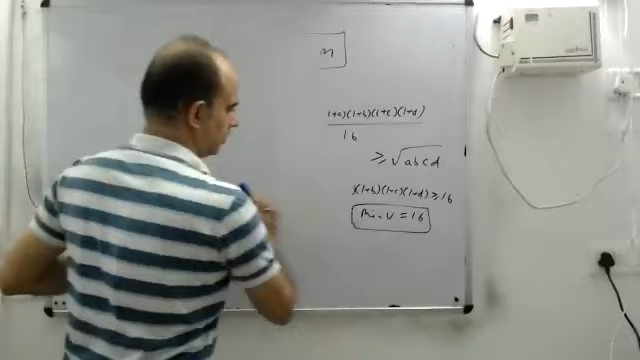 m
1+a)(1+b)(1+c)(1+d)
16
≥ √abcd
)(1+b)(1+c)(1+d) ≥ 16
Min V = 16